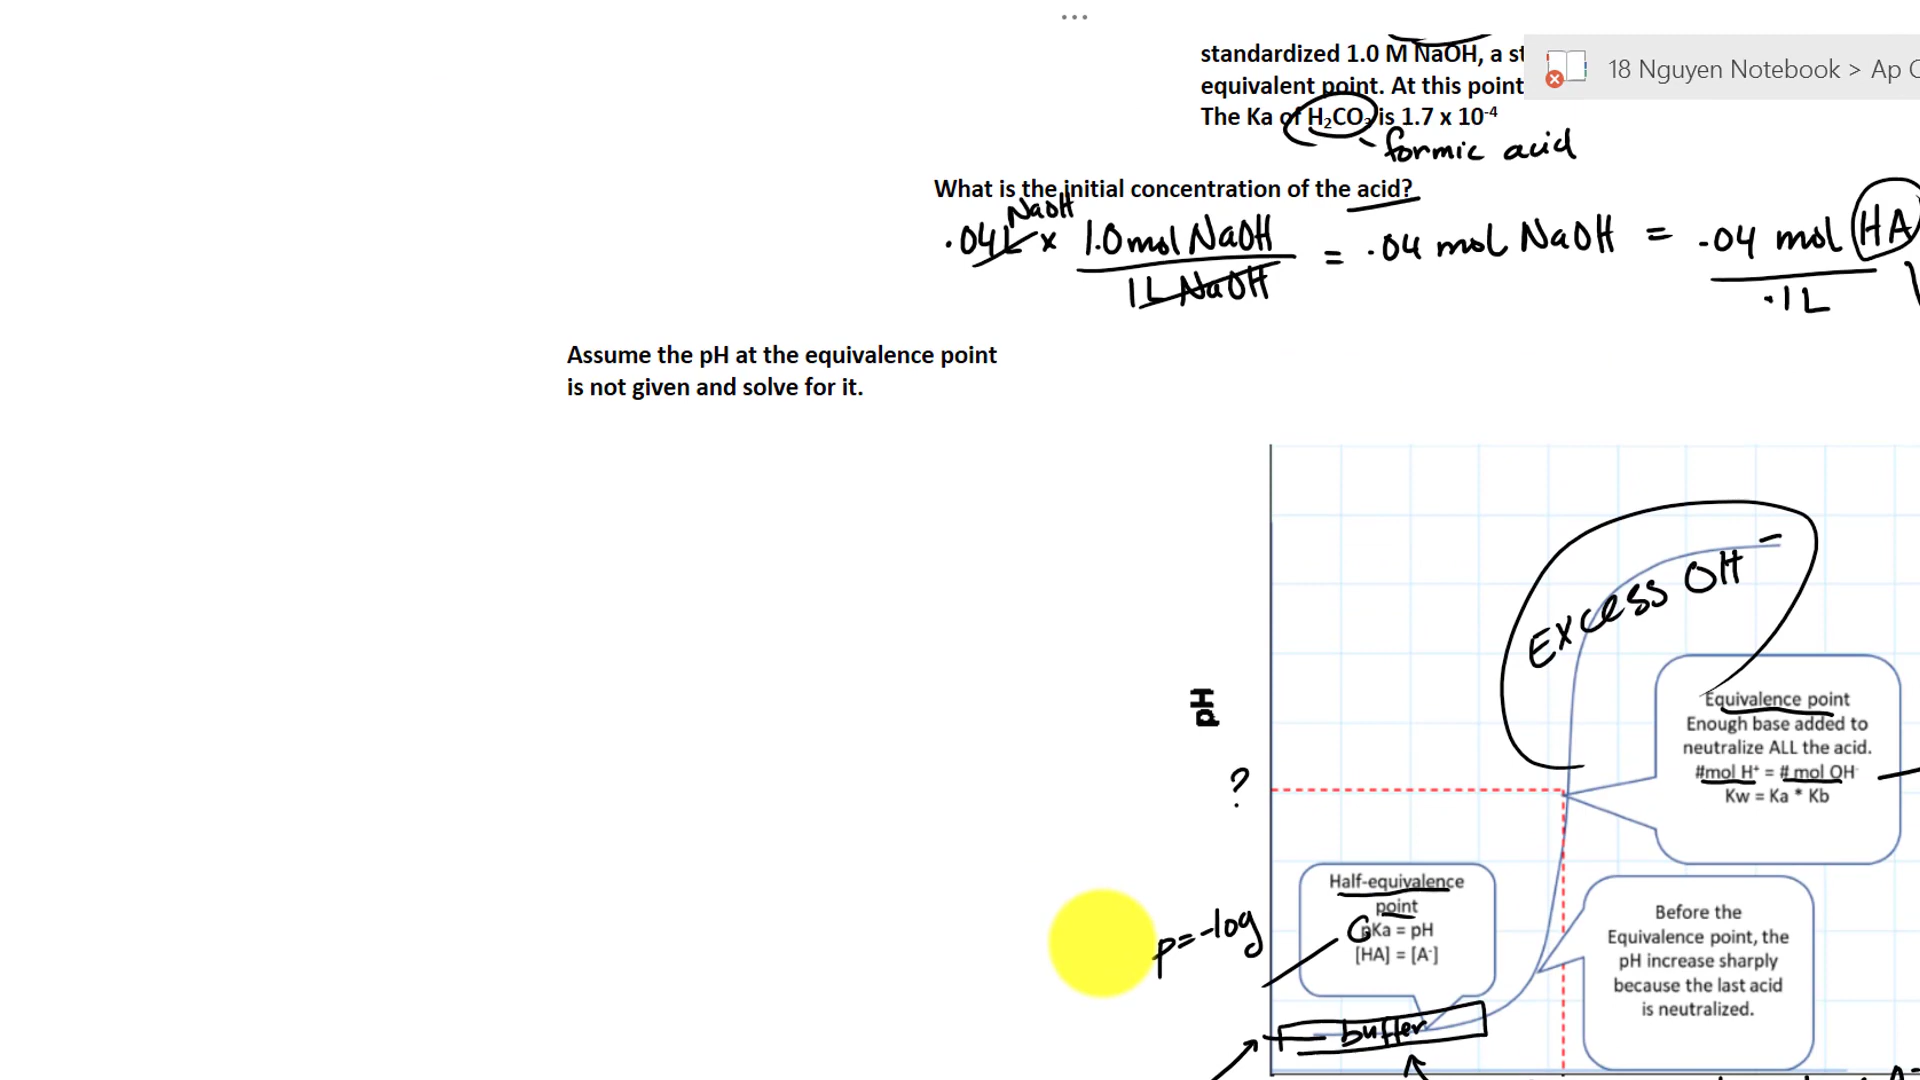 standardized 1.0 M NaOH, a st
18 Nguyen Notebook > Ap C
equivalent point. At this point
The Ka of H₂CO₃ is 1.7 x 10⁻⁴
formic acid
What is the initial concentration of the acid?
NaOH
.04L x 1.0 mol NaOH = .04 mol NaOH = .04 mol HA
1L NaOH
.1L
Assume the pH at the equivalence point
is not given and solve for it.
Excess OH⁻
pH
Equivalence point
Enough base added to
neutralize ALL the acid.
#mol H⁺ = # mol OH⁻
Kw = Ka * Kb
?
Half-equivalence
point
pKa = pH
[HA] = [A⁻]
p=-log
Before the
Equivalence point, the
pH increase sharply
because the last acid
is neutralized.
buffer